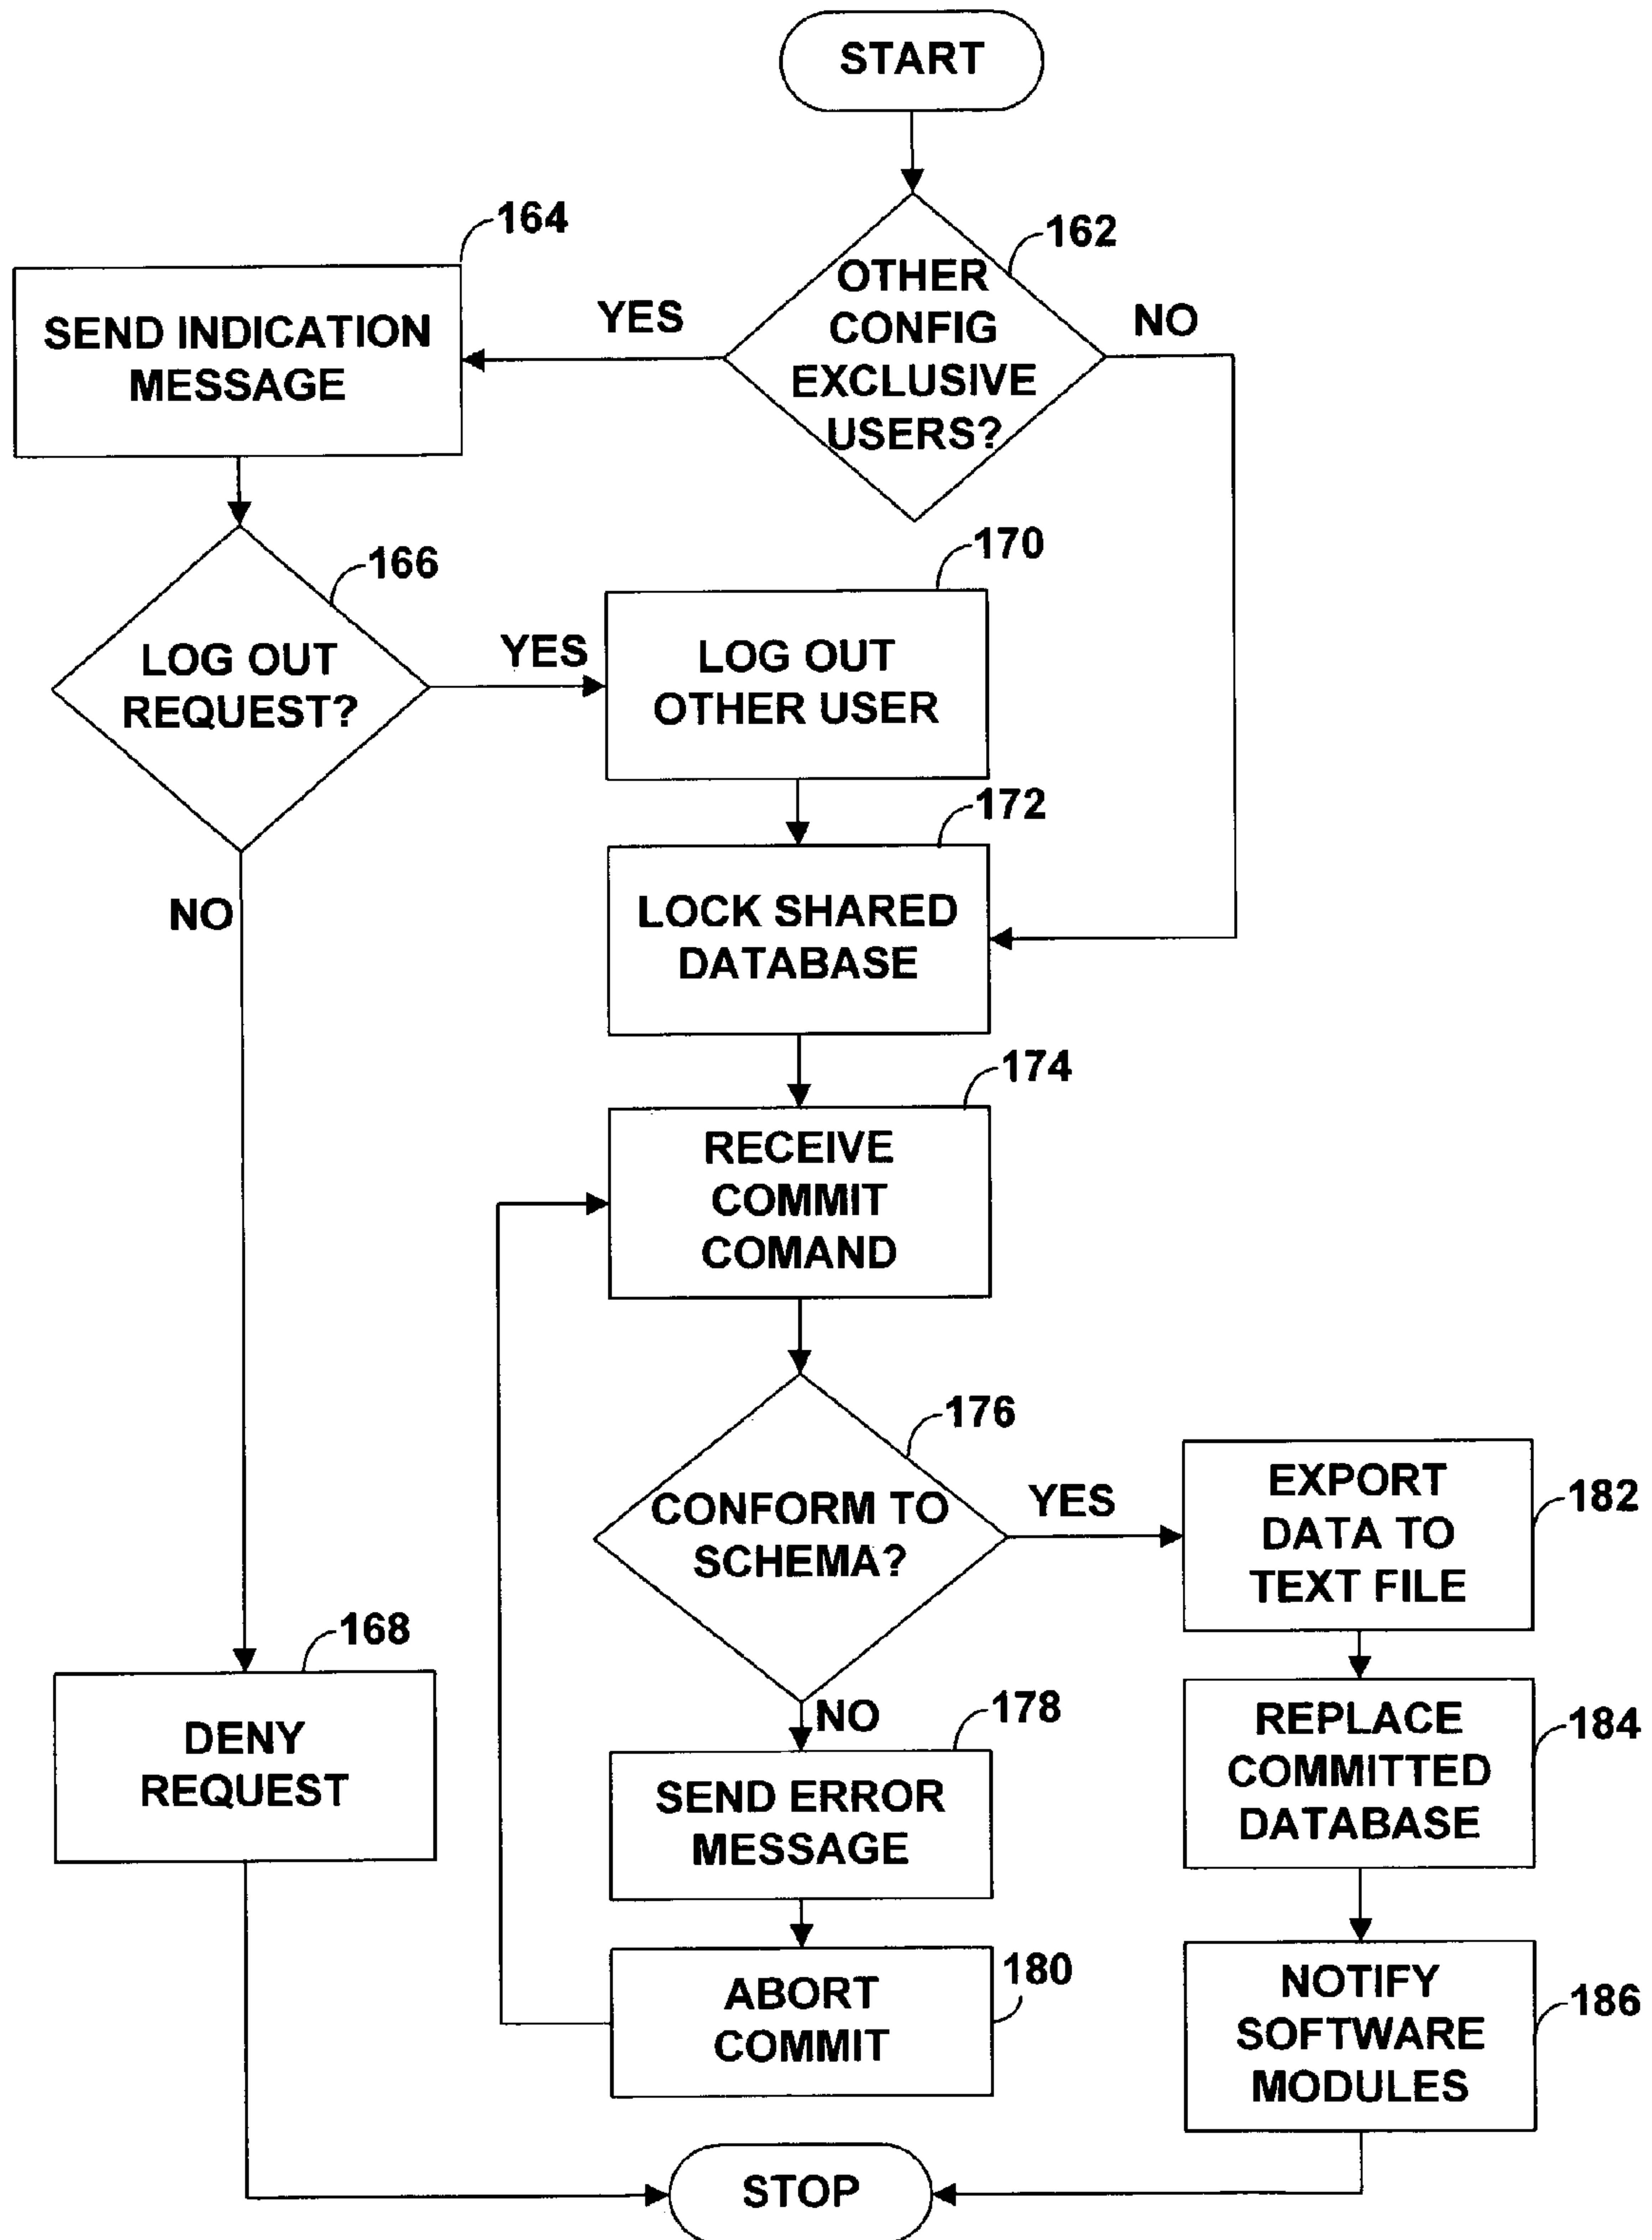 START
164
162
OTHER
CONFIG
EXCLUSIVE
USERS?
YES
NO
SEND INDICATION
MESSAGE
166
170
LOG OUT
REQUEST?
YES
LOG OUT
OTHER USER
172
NO
LOCK SHARED
DATABASE
174
RECEIVE
COMMIT
COMAND
176
CONFORM TO
SCHEMA?
YES
EXPORT
DATA TO
TEXT FILE
182
168
DENY
REQUEST
NO
178
SEND ERROR
MESSAGE
REPLACE
COMMITTED
DATABASE
184
ABORT
COMMIT
180
NOTIFY
SOFTWARE
MODULES
186
STOP